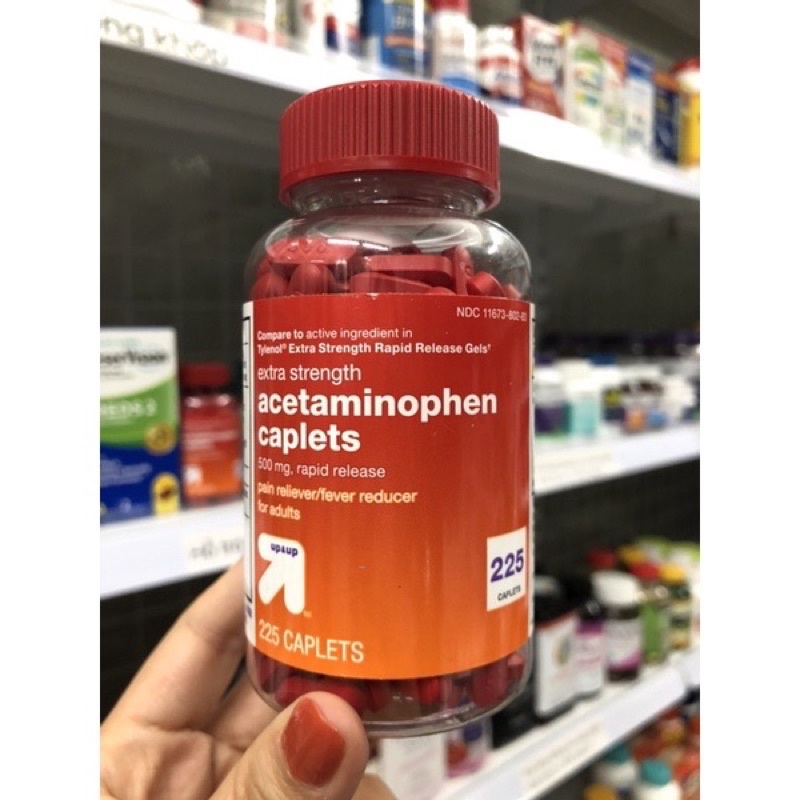 NDC 11673-802-
Compare to active ingredient in
Tylenol® Extra Strength Rapid Release Gels†
extra strength
acetaminophen
caplets
500 mg, rapid release
pain reliever/fever reducer
for adults
up&up
225
CAPLETS
225 CAPLETS